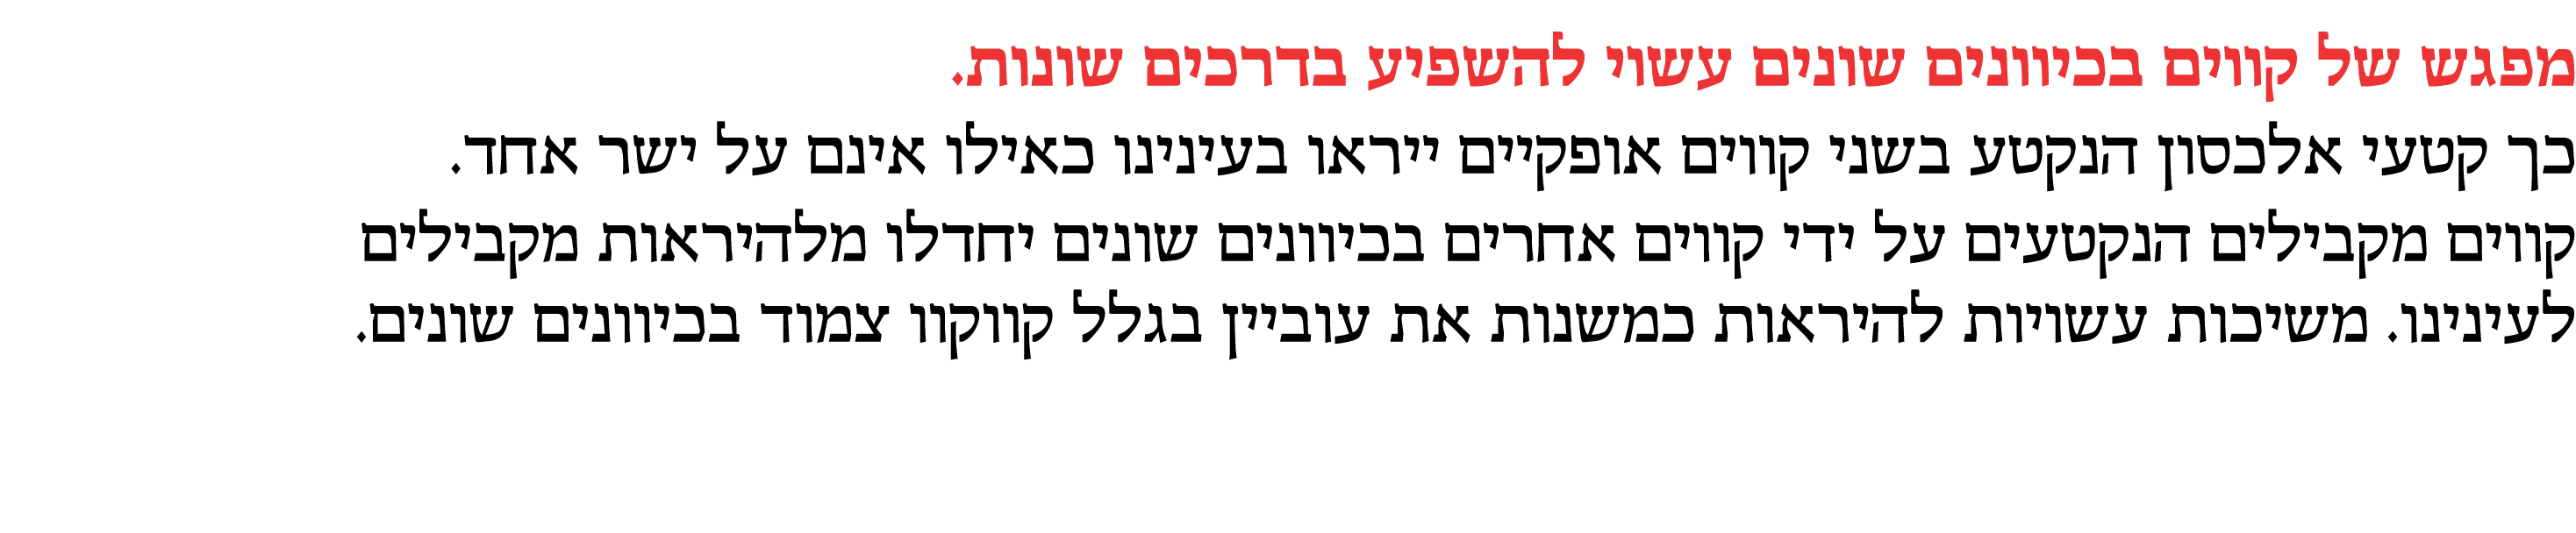 מפגש של קווים בכיוונים שונים עשוי להשפיע בדרכים שונות.
כך קטעי אלכסון הנקטע בשני קווים אופקיים ייראו בעינינו כאילו אינם על ישר אחד.
קווים מקבילים הנקטעים על ידי קווים אחרים בכיוונים שונים יחדלו מלהיראות מקבילים
לעינינו. משיכות עשויות להיראות כמשנות את עוביין בגלל קווקוו צמוד בכיוונים שונים.